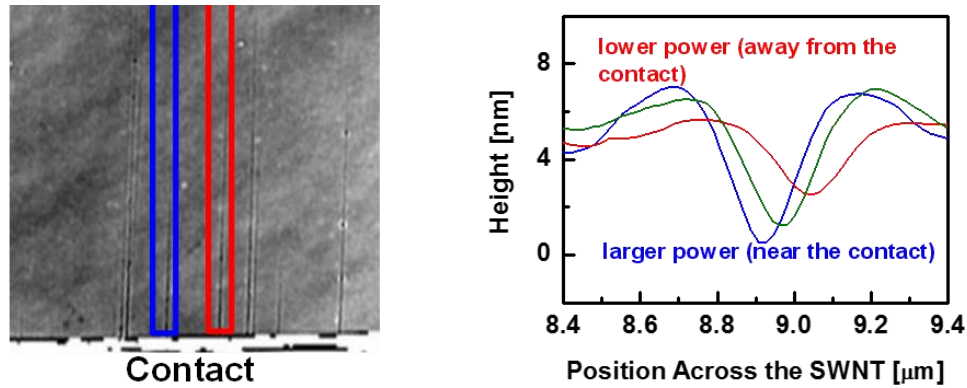 Contact
Height [nm]
8
4
0
lower power (away from the
contact)
larger power (near the contact)
8.4 8.6 8.8 9.0 9.2 9.4
Position Across the SWNT [μm]